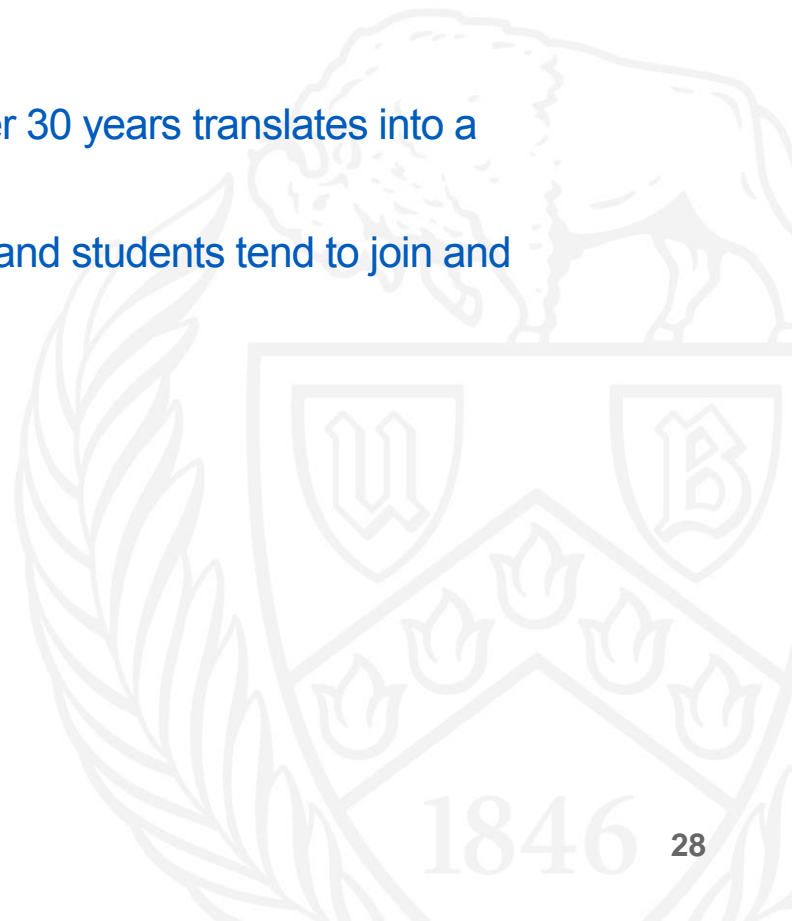 er 30 years translates into a
and students tend to join and
U B
1846
28